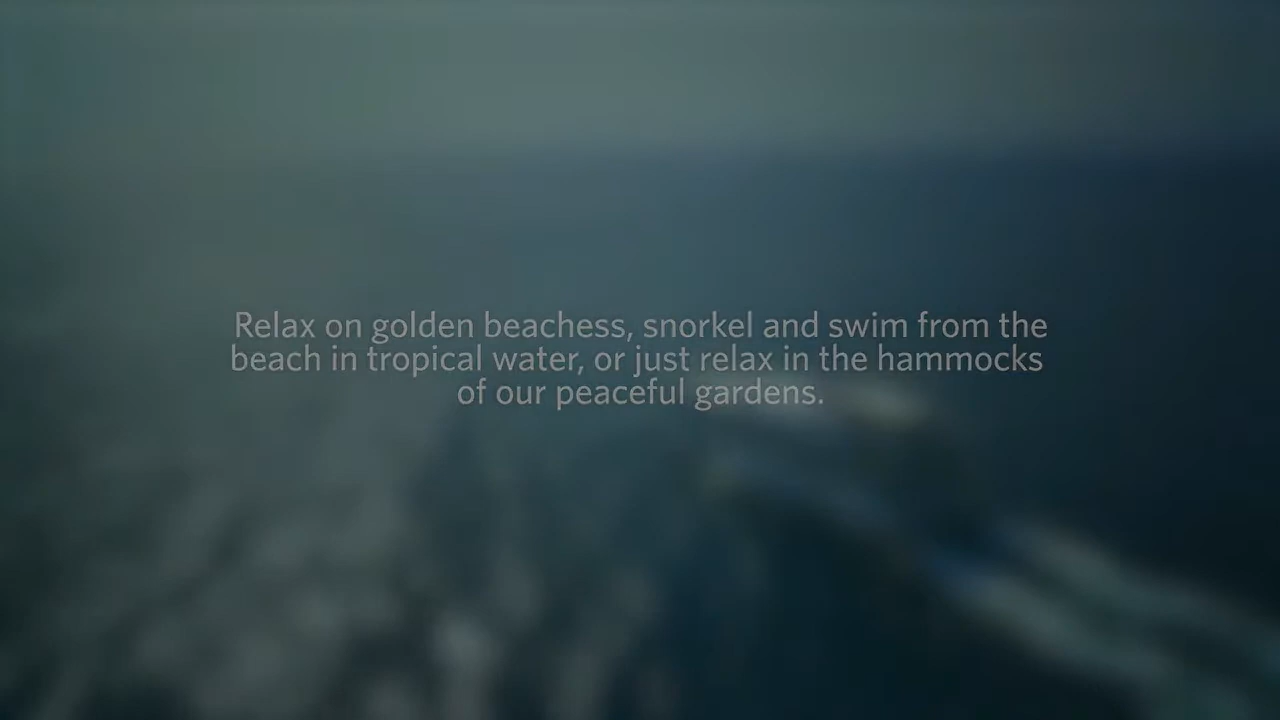 Relax on golden beachess, snorkel and swim from the
beach in tropical water, or just relax in the hammocks
of our peaceful gardens.